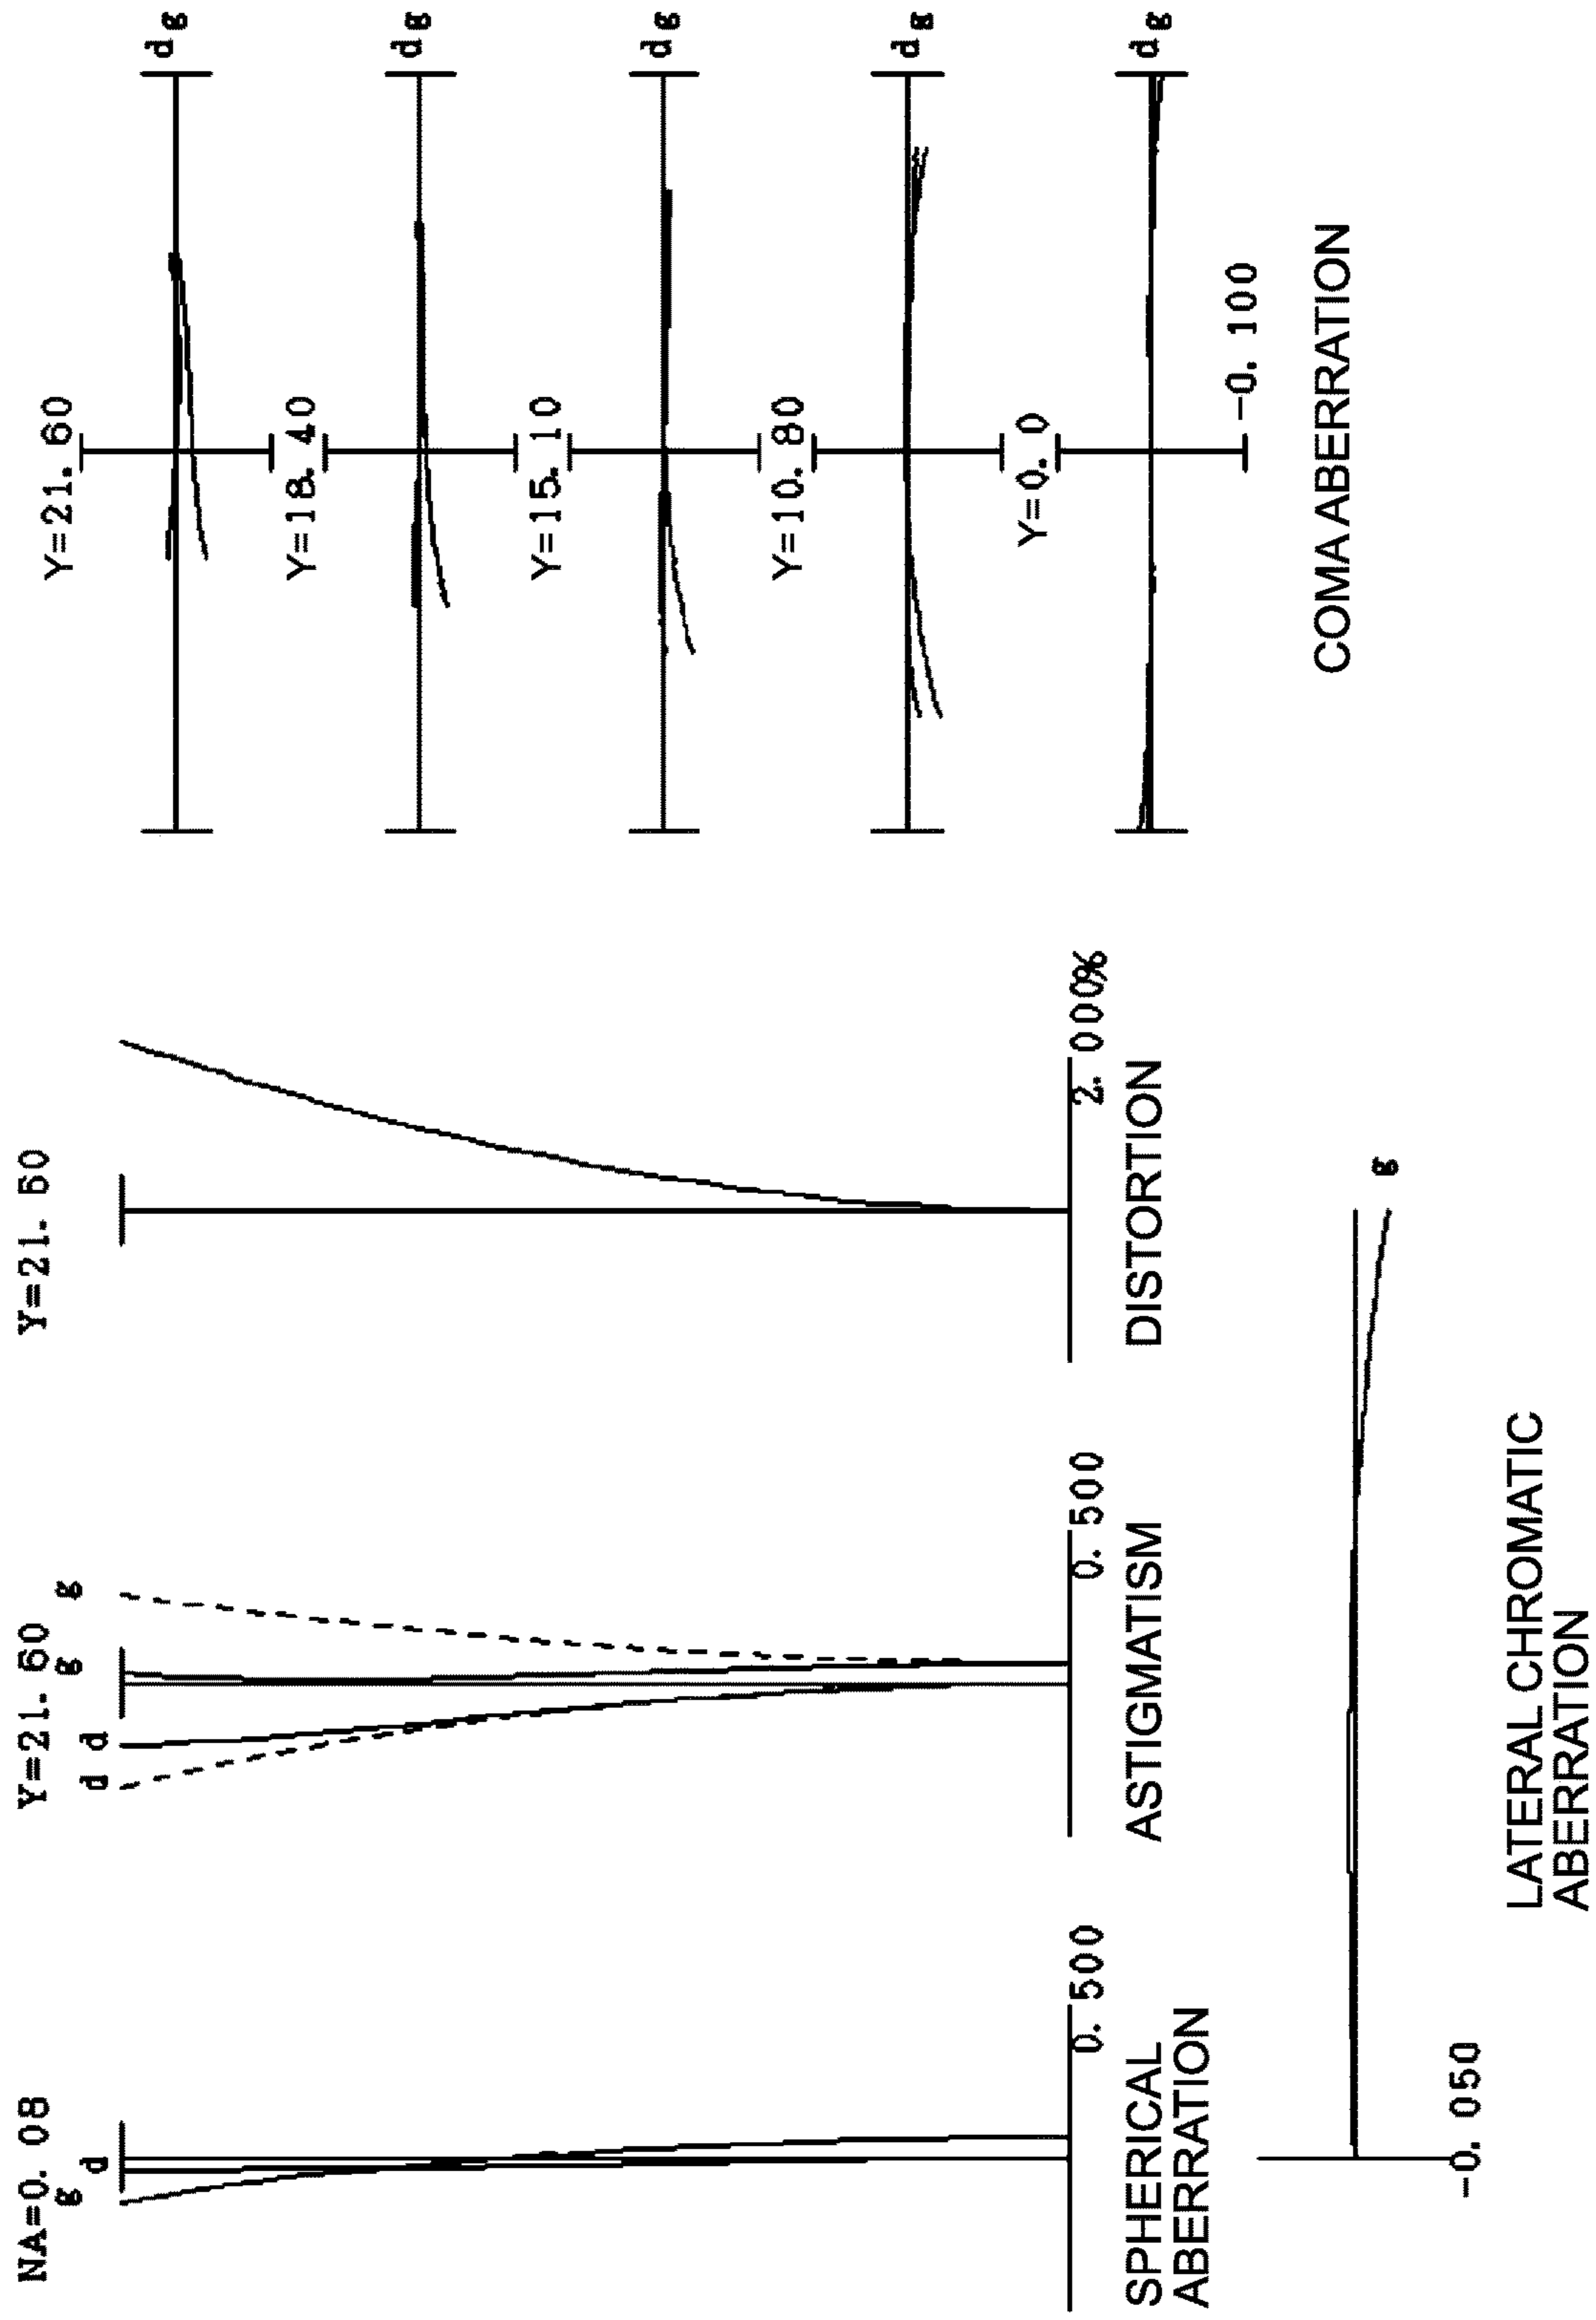 NA=0.08
g d
0.500
SPHERICAL
ABERRATION
Y=21.60
d d g g
0.500
ASTIGMATISM
Y=21.60
2.000%
DISTORTION
Y=21.60
d g
Y=18.40
d g
Y=15.10
d g
Y=10.80
d g
Y=0.0
d g
-0.100
COMA ABERRATION
g
-0.050
LATERAL CHROMATIC
ABERRATION